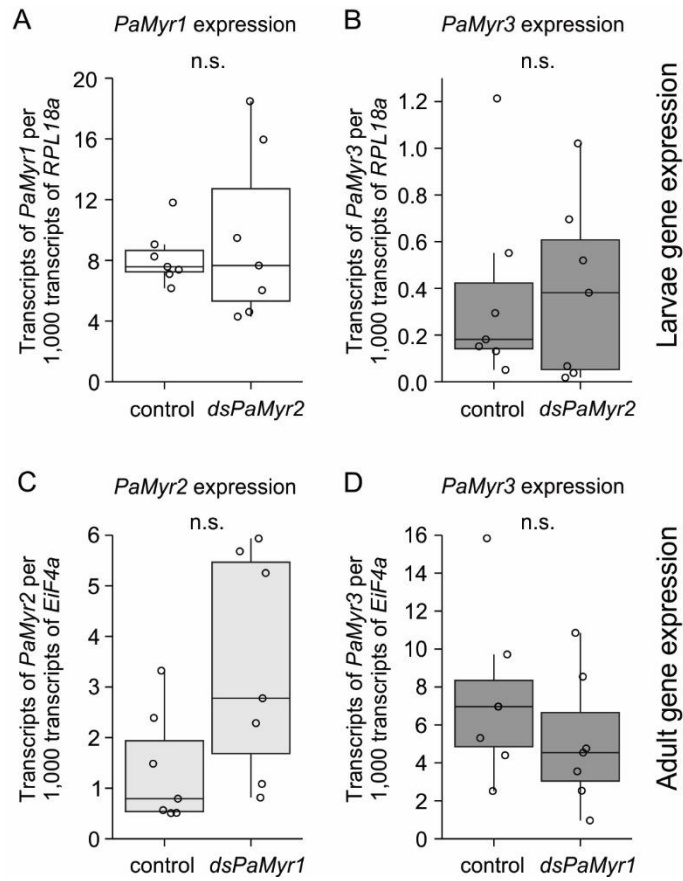 A
PaMyr1 expression
n.s.
Transcripts of PaMyr1 per
1,000 transcripts of RPL18a
20
16
12
8
4
0
control
dsPaMyr2
B
PaMyr3 expression
n.s.
Transcripts of PaMyr3 per
1,000 transcripts of RPL18a
1.2
1.0
0.8
0.6
0.4
0.2
0.0
control
dsPaMyr2
Larvae gene expression
C
PaMyr2 expression
n.s.
Transcripts of PaMyr2 per
1,000 transcripts of EiF4a
6
5
4
3
2
1
0
control
dsPaMyr1
D
PaMyr3 expression
n.s.
Transcripts of PaMyr3 per
1,000 transcripts of EiF4a
16
14
12
10
8
6
4
2
0
control
dsPaMyr1
Adult gene expression